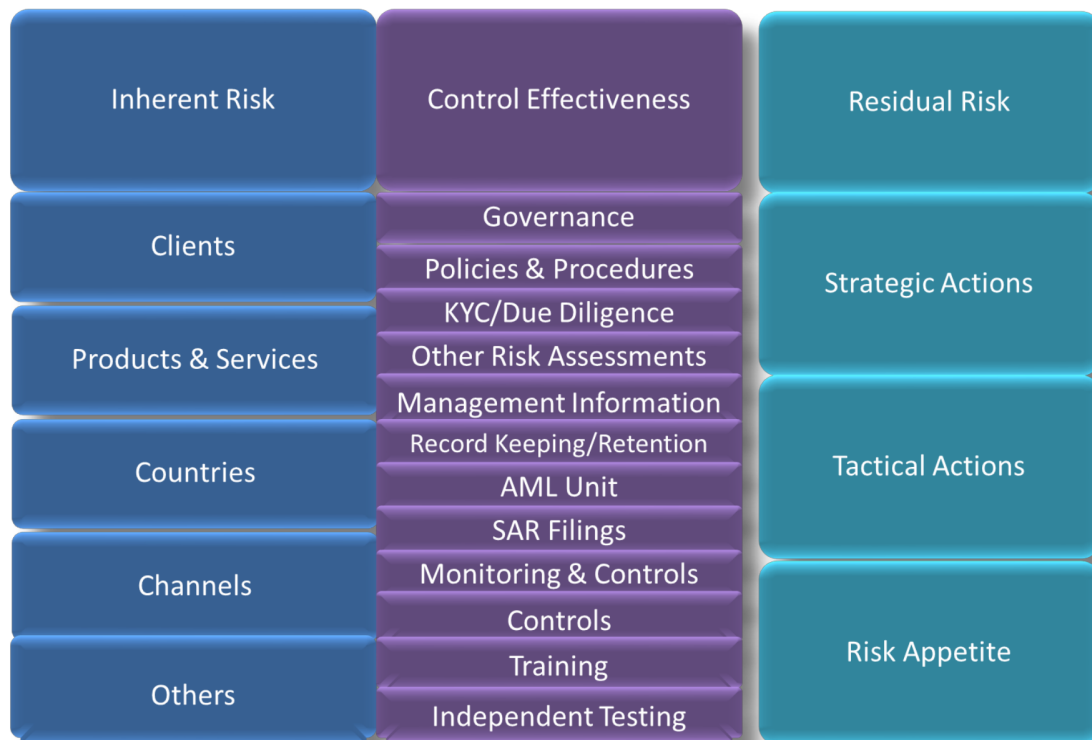 Inherent Risk
Clients
Products & Services
Countries
Channels
Others
Control Effectiveness
Governance
Policies & Procedures
KYC/Due Diligence
Other Risk Assessments
Management Information
Record Keeping/Retention
AML Unit
SAR Filings
Monitoring & Controls
Controls
Training
Independent Testing
Residual Risk
Strategic Actions
Tactical Actions
Risk Appetite